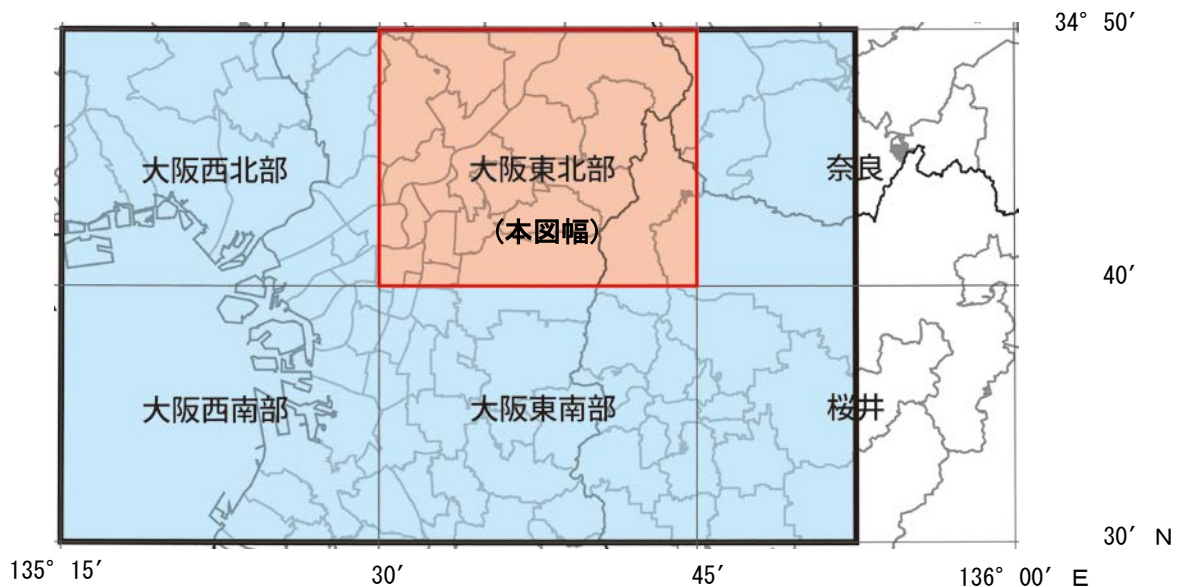 34° 50′
大阪西北部
大阪東北部
奈良
(本図幅)
40′
大阪西南部
大阪東南部
桜井
30′ N
135° 15′
30′
45′
136° 00′ E